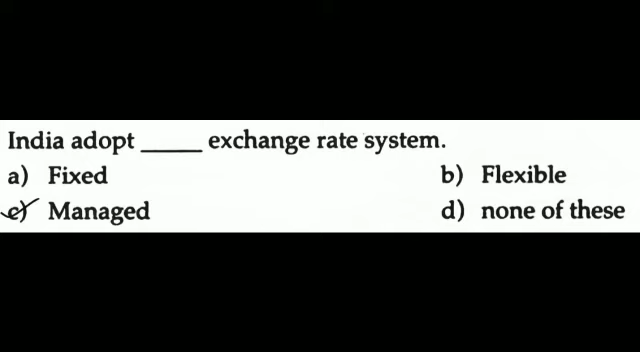 India adopt _____ exchange rate system.
a) Fixed b) Flexible
c) Managed d) none of these